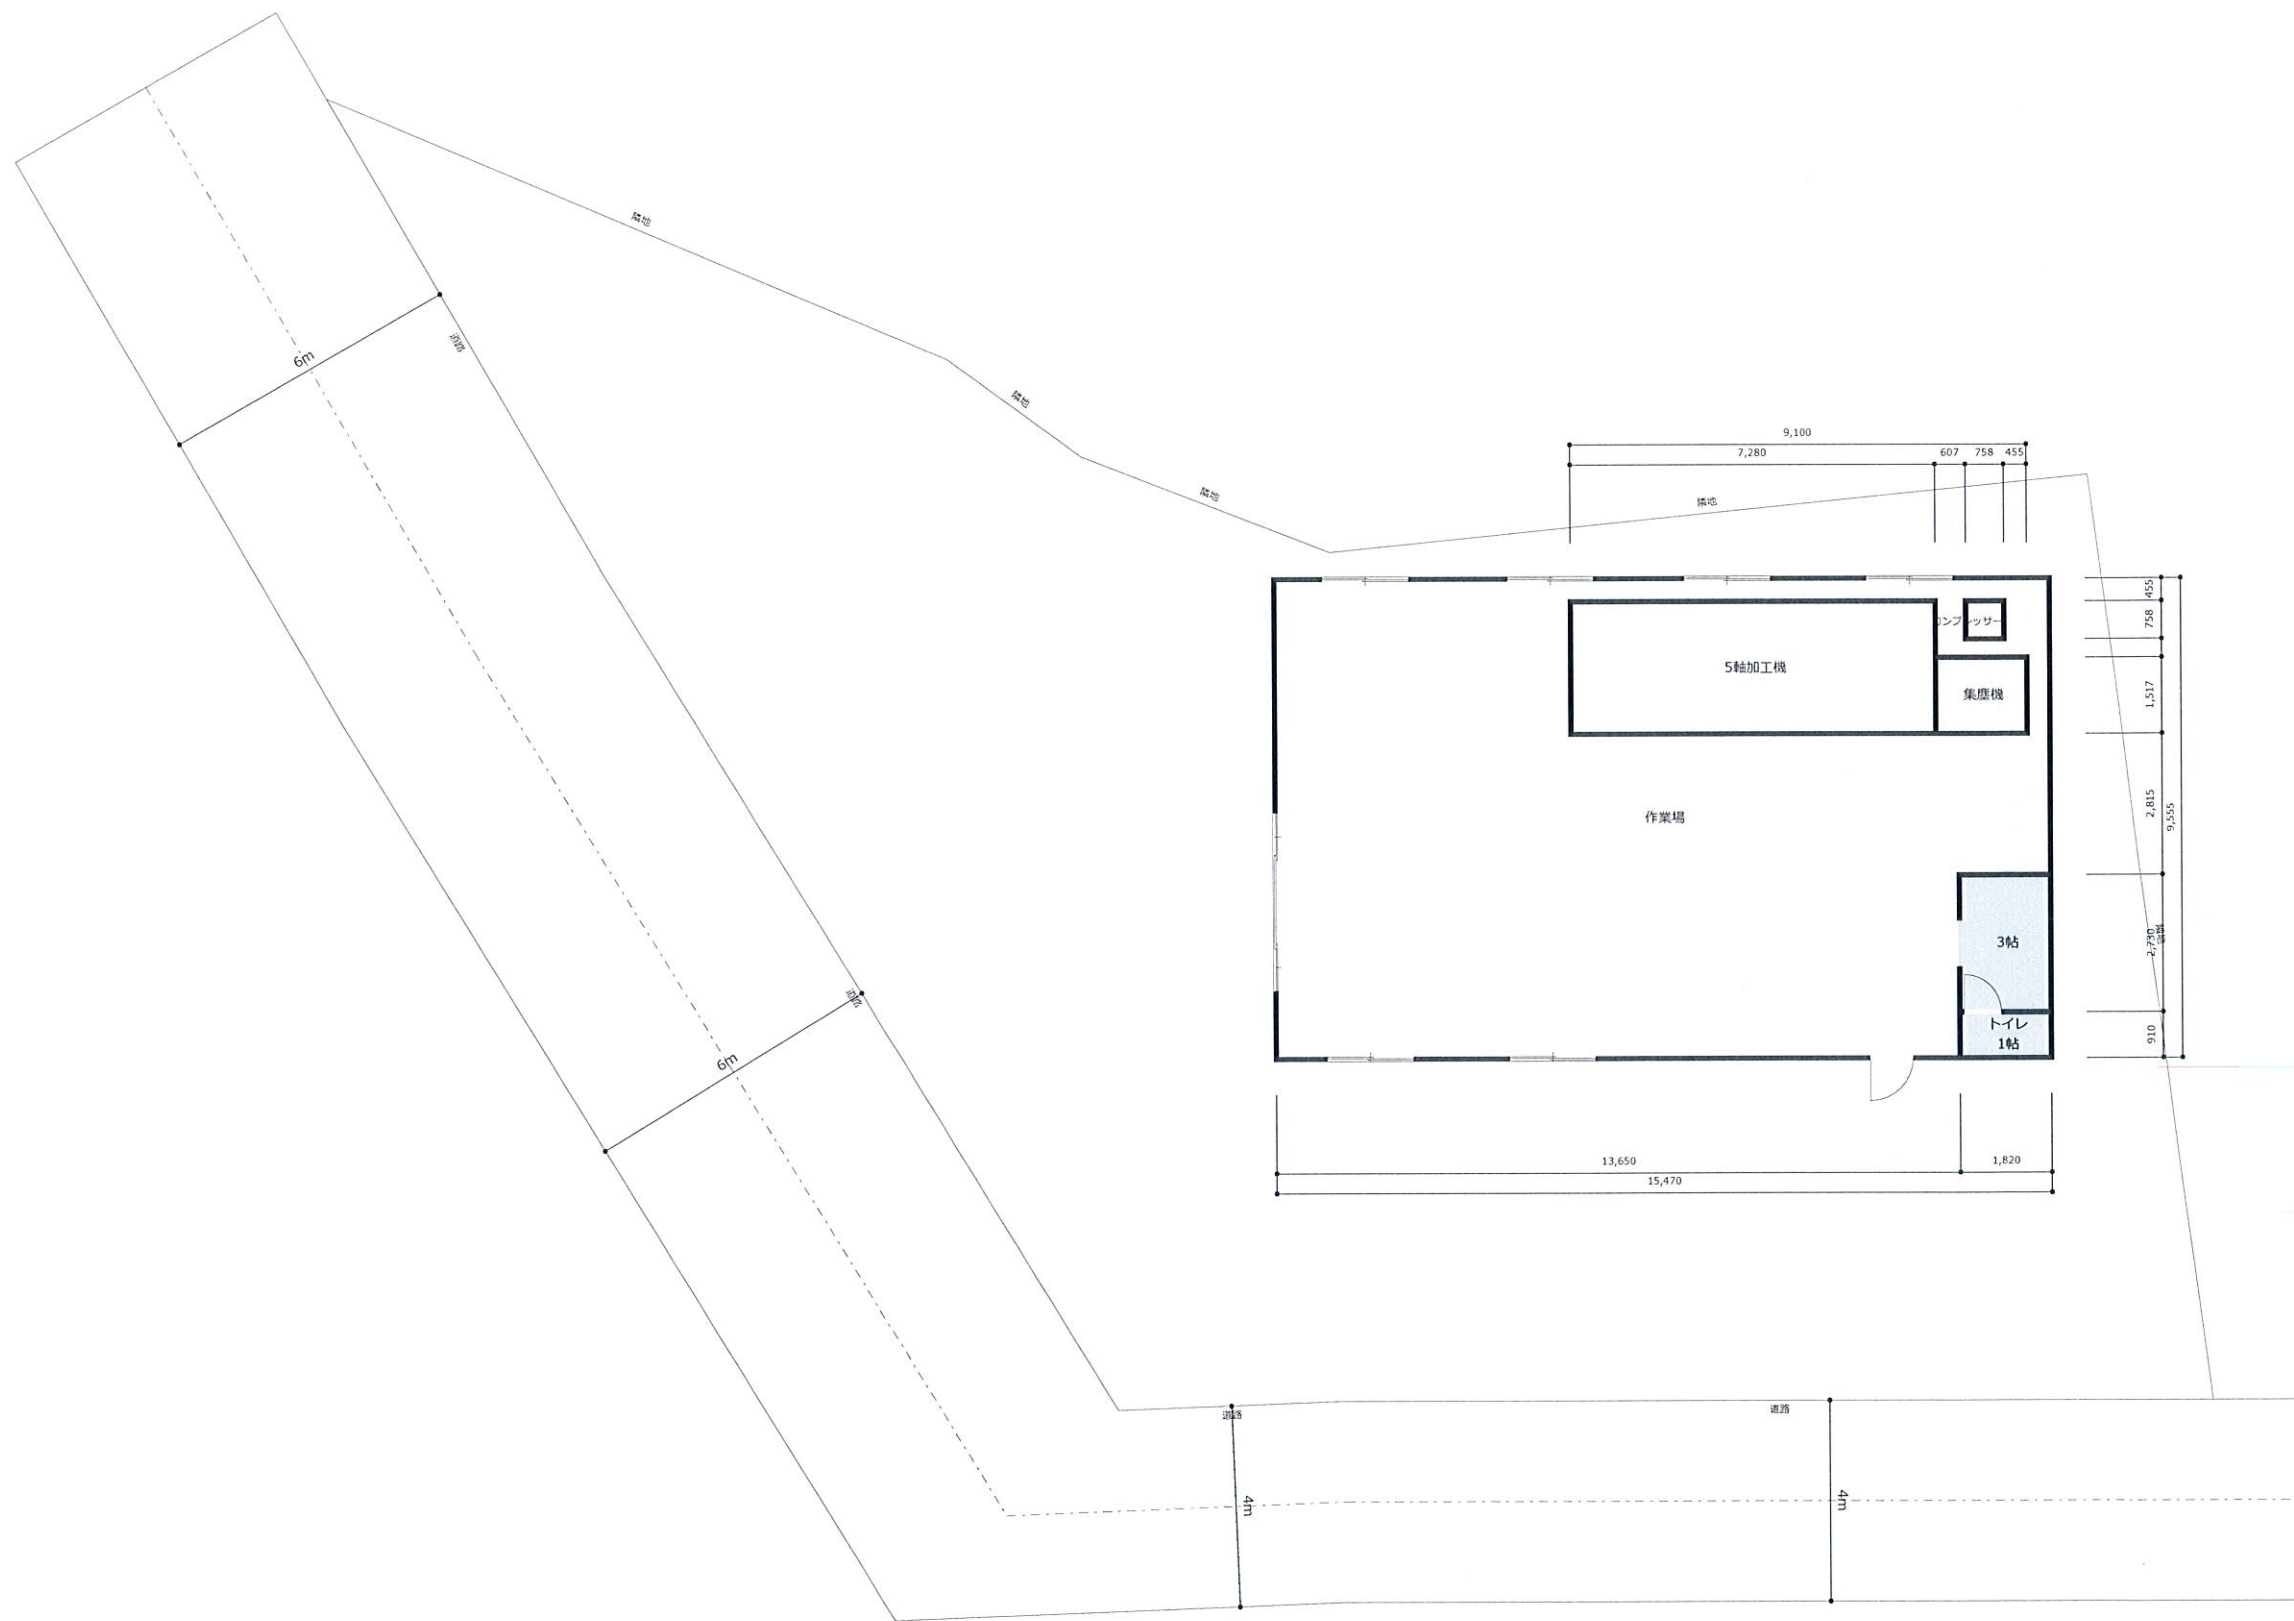 隣地
6m
道路
隣地
隣地
隣地
9,100
7,280
607
758
455
455
758
1,517
2,815
9,555
2,730
隣地
910
コンプレッサー
5軸加工機
集塵機
作業場
3帖
トイレ
1帖
道路
6m
13,650
1,820
15,470
道路
道路
4m
4m